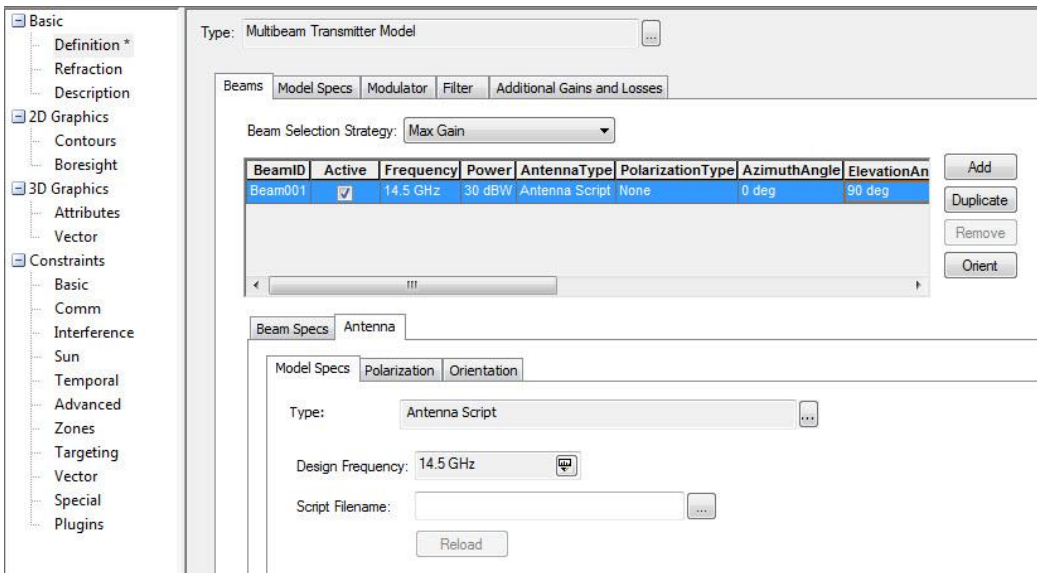 Basic
Definition *
Refraction
Description
2D Graphics
Contours
Boresight
3D Graphics
Attributes
Vector
Constraints
Basic
Comm
Interference
Sun
Temporal
Advanced
Zones
Targeting
Vector
Special
Plugins
Type: Multibeam Transmitter Model ...
Beams Model Specs Modulator Filter Additional Gains and Losses
Beam Selection Strategy: Max Gain
BeamID Active Frequency Power AntennaType PolarizationType AzimuthAngle ElevationAn
Beam001 14.5 GHz 30 dBW Antenna Script None 0 deg 90 deg
Add
Duplicate
Remove
Orient
Beam Specs Antenna
Model Specs Polarization Orientation
Type: Antenna Script ...
Design Frequency: 14.5 GHz
Script Filename: ...
Reload